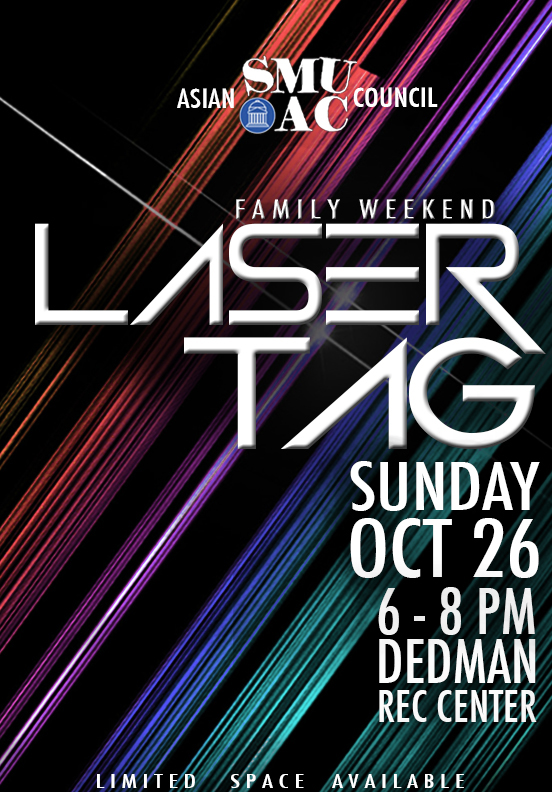 SMU
ASIAN AC COUNCIL
FAMILY WEEKEND
LASER
TAG
SUNDAY
OCT 26
6 - 8 PM
DEDMAN
REC CENTER
LIMITED SPACE AVAILABLE